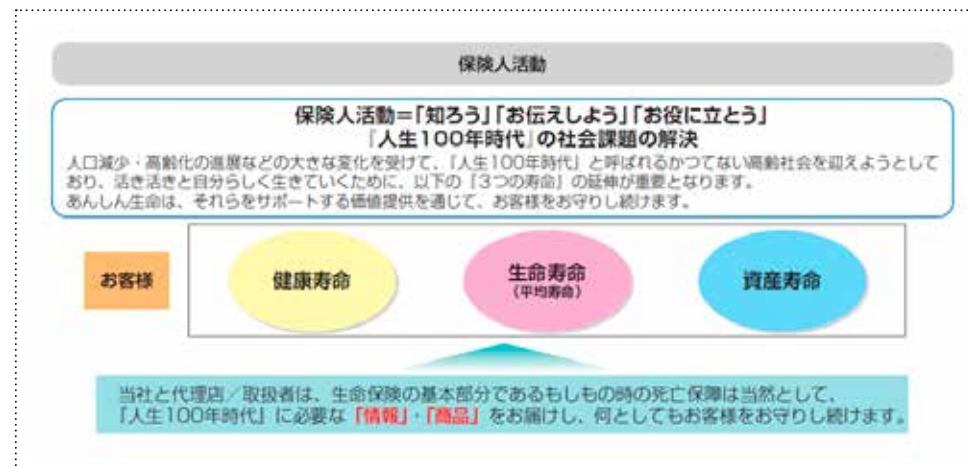 保険人活動
保険人活動＝「知ろう」「お伝えしよう」「お役に立とう」
『人生100年時代』の社会課題の解決
人口減少・高齢化の進展などの大きな変化を受けて、『人生100年時代』と呼ばれるかつてない高齢社会を迎えようとして
おり、活き活きと自分らしく生きていくために、以下の『3つの寿命』の延伸が重要となります。
あんしん生命は、それらをサポートする価値提供を通じて、お客様をお守りし続けます。
お客様
健康寿命
生命寿命
（平均寿命）
資産寿命
当社と代理店／取扱者は、生命保険の基本部分であるもしもの時の死亡保障は当然として、
『人生100年時代』に必要な「情報」・「商品」をお届けし、何としてもお客様をお守りし続けます。